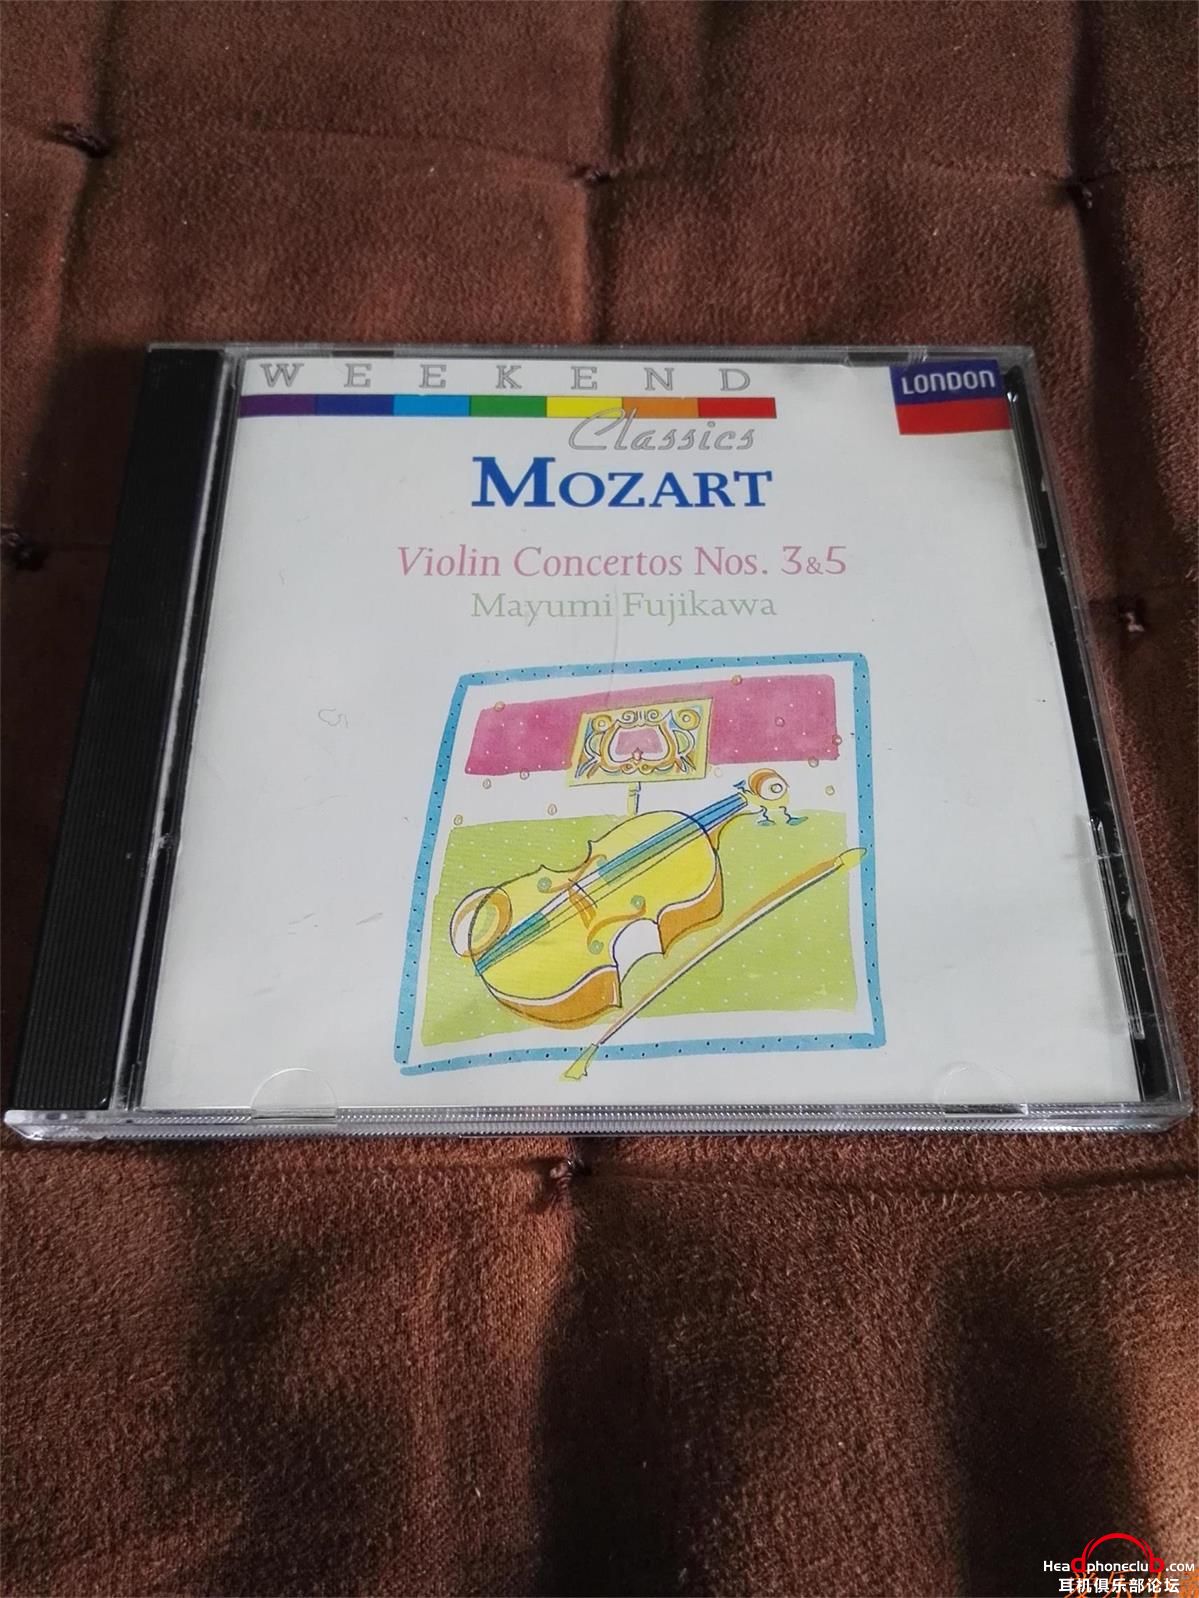 WEEKEND
Classics
LONDON
MOZART
Violin Concertos Nos. 3&5
Mayumi Fujikawa
Headphoneclub.com
耳机俱乐部论坛